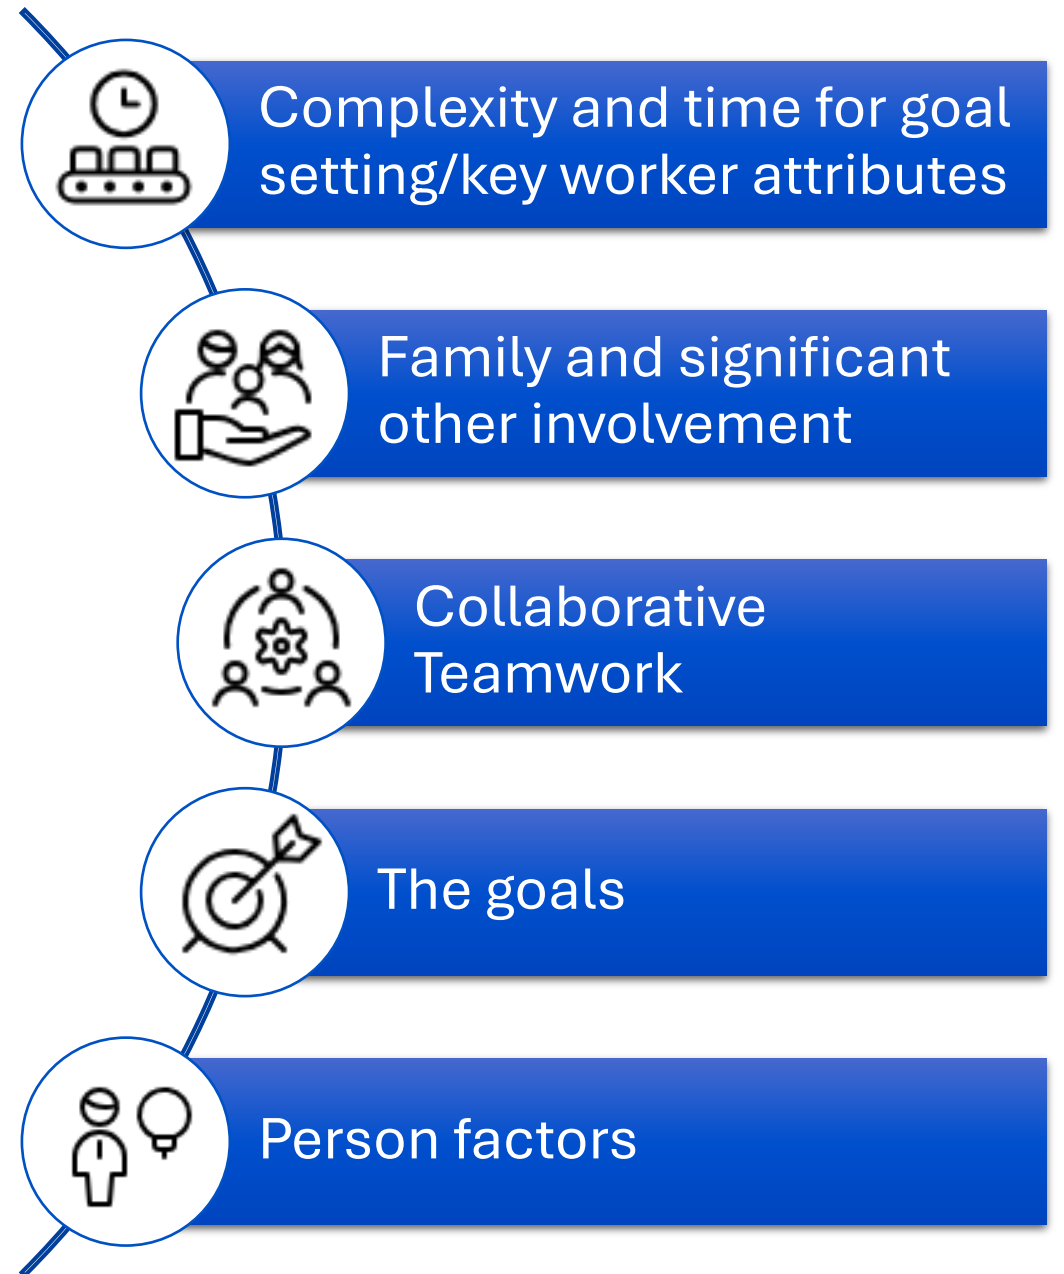 Complexity and time for goal
setting/key worker attributes
Family and significant
other involvement
Collaborative
Teamwork
The goals
Person factors